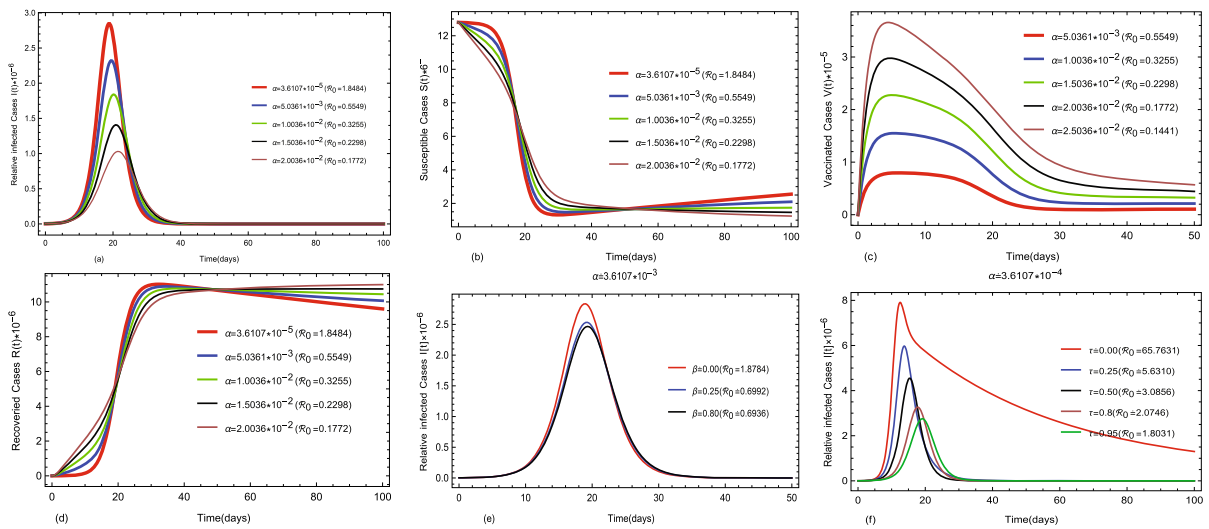 Relative infected Cases I(t)*10⁻⁶
3.0
2.5
2.0
1.5
1.0
0.5
0.0
α=3.6107*10⁻⁵ (ℛ₀=1.8484)
α=5.0361*10⁻³ (ℛ₀=0.5549)
α=1.0036*10⁻² (ℛ₀=0.3255)
α=1.5036*10⁻² (ℛ₀=0.2298)
α=2.0036*10⁻² (ℛ₀=0.1772)
0 20 40 60 80 100
(a) Time(days)
Susceptible Cases S(t)*6⁻
12
10
8
6
4
2
0
α=3.6107*10⁻⁵ (ℛ₀=1.8484)
α=5.0361*10⁻³ (ℛ₀=0.5549)
α=1.0036*10⁻² (ℛ₀=0.3255)
α=1.5036*10⁻² (ℛ₀=0.2298)
α=2.0036*10⁻² (ℛ₀=0.1772)
0 20 40 60 80 100
(b) Time(days)
Vaccinated Cases V(t)*10⁻⁵
3
2
1
0
α=5.0361*10⁻³ (ℛ₀=0.5549)
α=1.0036*10⁻² (ℛ₀=0.3255)
α=1.5036*10⁻² (ℛ₀=0.2298)
α=2.0036*10⁻² (ℛ₀=0.1772)
α=2.5036*10⁻² (ℛ₀=0.1441)
0 10 20 30 40 50
(c) Time(days)
Recoveried Cases R(t)*10⁻⁶
10
8
6
4
2
0
α=3.6107*10⁻⁵ (ℛ₀=1.8484)
α=5.0361*10⁻³ (ℛ₀=0.5549)
α=1.0036*10⁻² (ℛ₀=0.3255)
α=1.5036*10⁻² (ℛ₀=0.2298)
α=2.0036*10⁻² (ℛ₀=0.1772)
0 20 40 60 80 100
(d) Time(days)
α=3.6107*10⁻³
Relative infected Cases I[t]×10⁻⁶
2.5
2.0
1.5
1.0
0.5
0.0
β=0.00(ℛ₀=1.8784)
β=0.25(ℛ₀=0.6992)
β=0.80(ℛ₀=0.6936)
0 10 20 30 40 50
(e) Time(days)
α=3.6107*10⁻⁴
Relative infected Cases I[t]×10⁻⁶
8
6
4
2
0
τ=0.00(ℛ₀=65.7631)
τ=0.25(ℛ₀=5.6310)
τ=0.50(ℛ₀=3.0856)
τ=0.8(ℛ₀=2.0746)
τ=0.95(ℛ₀=1.8031)
0 20 40 60 80 100
(f) Time(days)